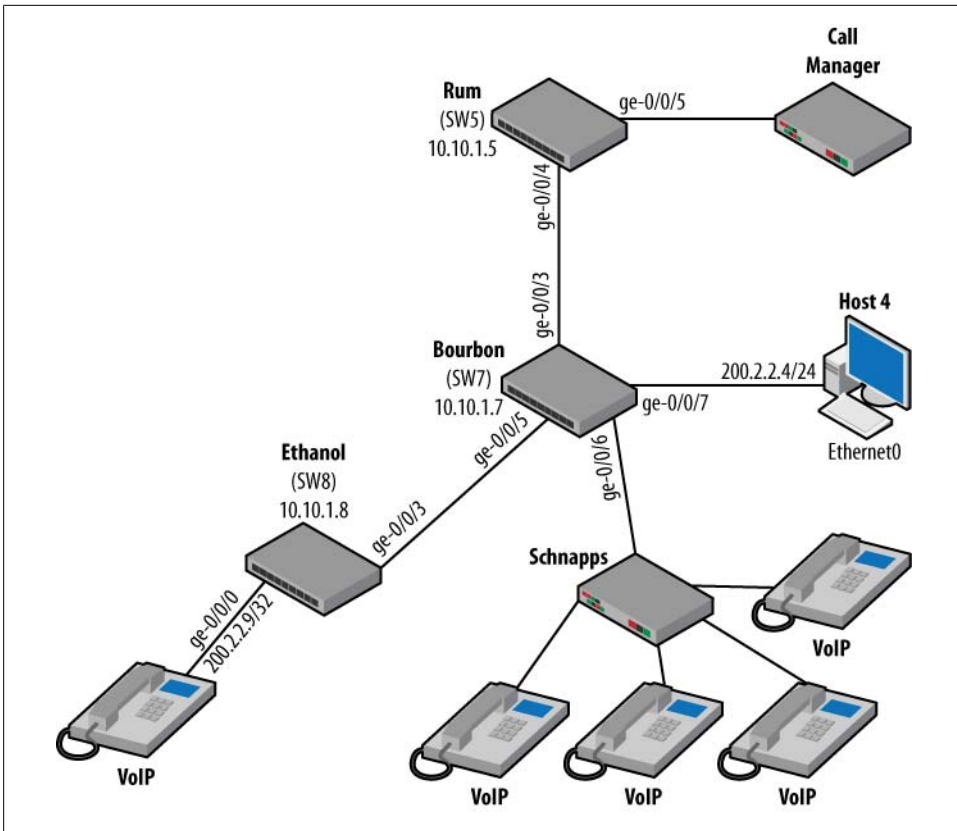 Call
Manager
Rum
(SW5)
10.10.1.5
ge-0/0/5
ge-0/0/4
ge-0/0/3
Host 4
Bourbon
(SW7)
10.10.1.7
200.2.2.4/24
ge-0/0/7
Ethernet0
ge-0/0/5
ge-0/0/6
Ethanol
(SW8)
10.10.1.8
ge-0/0/3
Schnapps
ge-0/0/0
200.2.2.9/32
VoIP
VoIP
VoIP
VoIP
VoIP